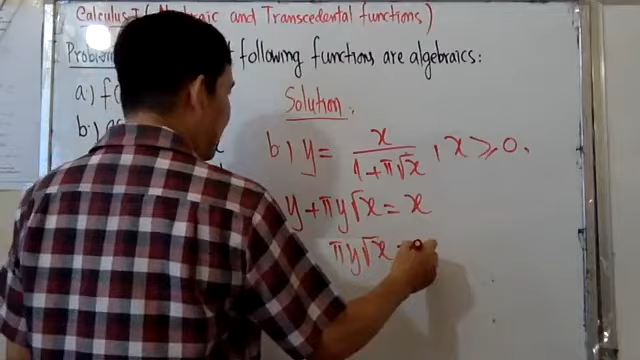 Calculus I (Algebraic and Transcedental functions)
Problem following functions are algebraics:
a.) f(
Solution.
b.)
b.) y = x / (1+π√x) , x ≥ 0.
y + πy√x = x
πy√x =